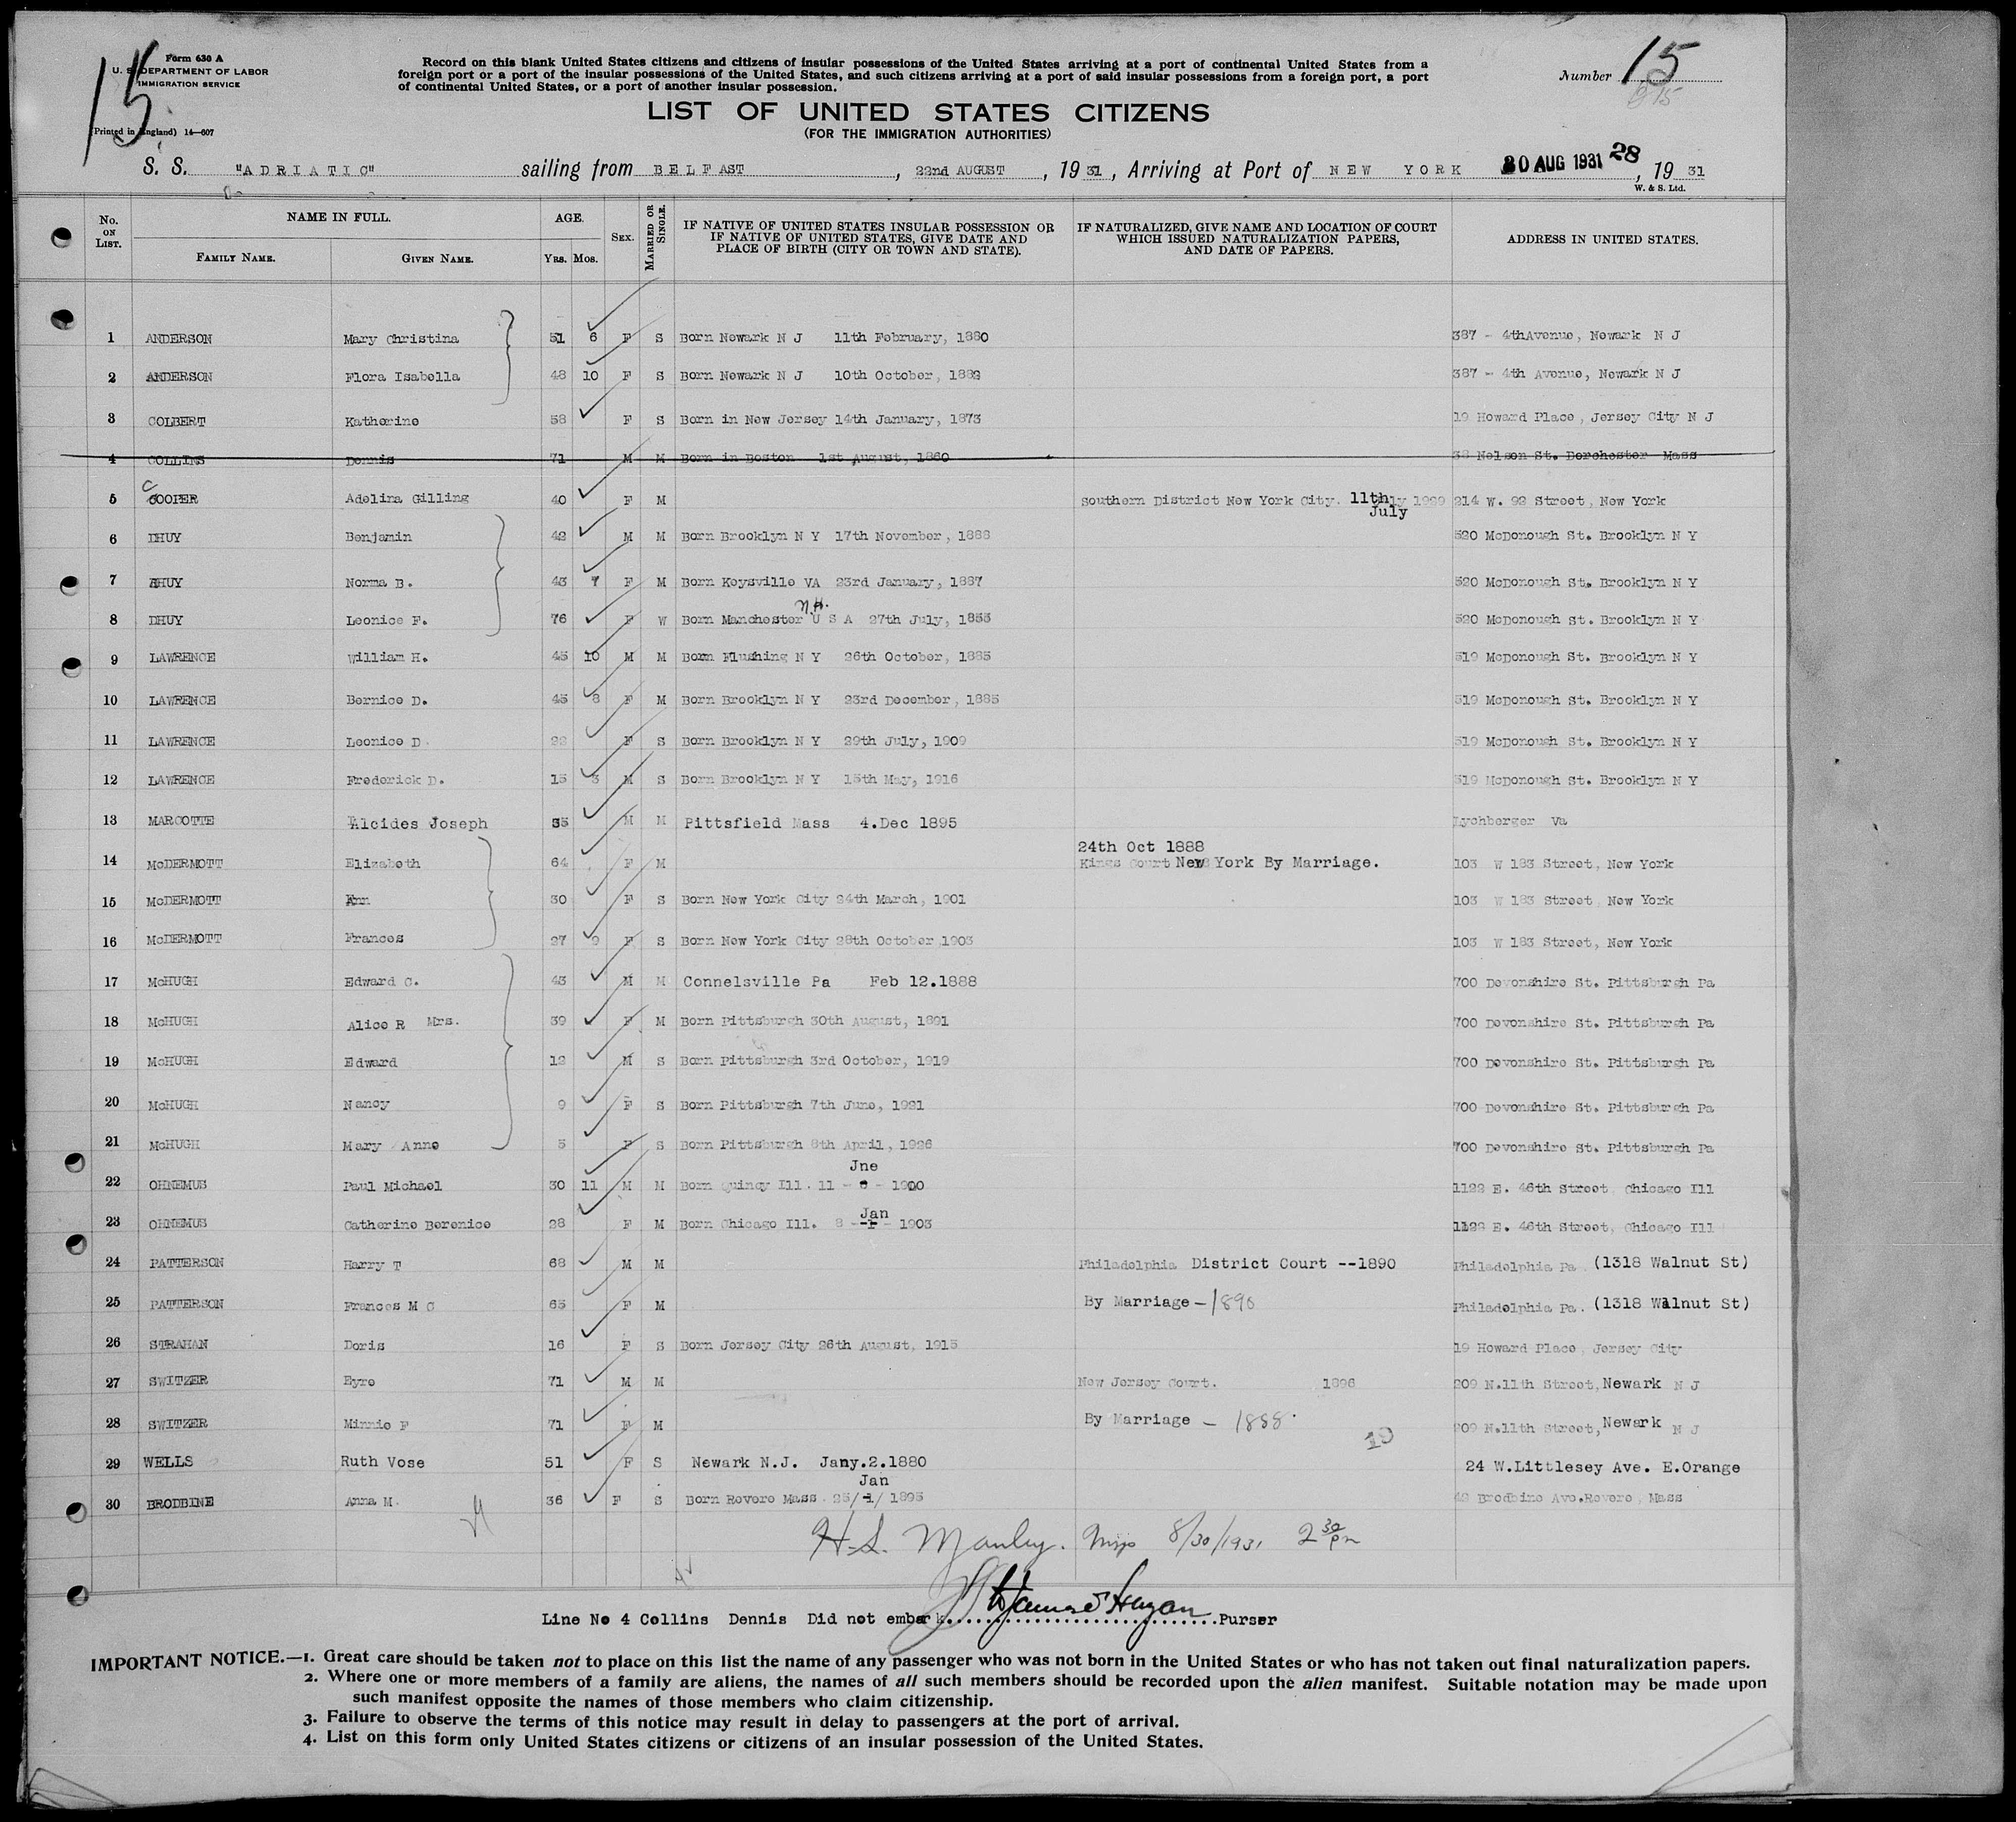 15
Form 630 A
U. S. DEPARTMENT OF LABOR
IMMIGRATION SERVICE
(Printed in England) 14—607
Record on this blank United States citizens and citizens of insular possessions of the United States arriving at a port of continental United States from a
foreign port or a port of the insular possessions of the United States, and such citizens arriving at a port of said insular possessions from a foreign port, a port
of continental United States, or a port of another insular possession.
Number 15
LIST OF UNITED STATES CITIZENS
(FOR THE IMMIGRATION AUTHORITIES)
S. S. "ADRIATIC" sailing from BELFAST, 22nd AUGUST, 1931, Arriving at Port of NEW YORK 30 AUG 1931 28, 1931
W. & S. Ltd.
No. ON LIST. NAME IN FULL. FAMILY NAME. GIVEN NAME. AGE. YRS. MOS. SEX. MARRIED OR SINGLE. IF NATIVE OF UNITED STATES INSULAR POSSESSION OR IF NATIVE OF UNITED STATES, GIVE DATE AND PLACE OF BIRTH (CITY OR TOWN AND STATE). IF NATURALIZED, GIVE NAME AND LOCATION OF COURT WHICH ISSUED NATURALIZATION PAPERS, AND DATE OF PAPERS. ADDRESS IN UNITED STATES.
1 ANDERSON Mary Christina 51 6 F S Born Newark N J 11th February, 1880 387 - 4thAvenue, Newark N J
2 ANDERSON Flora Isabella 48 10 F S Born Newark N J 10th October, 1882 387 - 4th Avenue, Newark N J
3 COLBERT Katherine 58 F S Born in New Jersey 14th January, 1873 19 Howard Place, Jersey City N J
4 COLLINS Dennis 71 M M Born in Boston 1st August, 1860 38 Nelson St. Dorchester Mass
5 COOPER Adelina Gilling 40 F M Southern District New York City. 11th July 1929 214 W. 92 Street, New York
6 DHUY Benjamin 42 M M Born Brooklyn N Y 17th November, 1888 520 McDonough St. Brooklyn N Y
7 DHUY Norma B. 43 7 F M Born Keysville VA 23rd January, 1887 520 McDonough St. Brooklyn N Y
8 DHUY Leonice F. 76 F W Born Manchester N.H. U S A 27th July, 1855 520 McDonough St. Brooklyn N Y
9 LAWRENCE William H. 45 10 M M Born Flushing N Y 26th October, 1885 519 McDonough St. Brooklyn N Y
10 LAWRENCE Bernice D. 45 8 F M Born Brooklyn N Y 23rd December, 1885 519 McDonough St. Brooklyn N Y
11 LAWRENCE Leonice D. 22 F S Born Brooklyn N Y 29th July, 1909 519 McDonough St. Brooklyn N Y
12 LAWRENCE Frederick D. 15 3 M S Born Brooklyn N Y 15th May, 1916 519 McDonough St. Brooklyn N Y
13 MARCOTTE Alcides Joseph 35 M M Pittsfield Mass 4.Dec 1895 Lychberger Va
24th Oct 1888
14 McDERMOTT Elizabeth 64 F M Kings Court New York By Marriage. 103 W 183 Street, New York
15 McDERMOTT Ann 30 F S Born New York City 24th March, 1901 103 W 183 Street, New York
16 McDERMOTT Frances 27 9 F S Born New York City 28th October 1903 103 W 183 Street, New York
17 McHUGH Edward C. 43 M M Connelsville Pa Feb 12.1888 700 Devonshire St. Pittsburgh Pa
18 McHUGH Alice R Mrs. 39 F M Born Pittsburgh 30th August, 1891 700 Devonshire St. Pittsburgh Pa
19 McHUGH Edward 12 M S Born Pittsburgh 3rd October, 1919 700 Devonshire St. Pittsburgh Pa
20 McHUGH Nancy 9 F S Born Pittsburgh 7th June, 1921 700 Devonshire St. Pittsburgh Pa
21 McHUGH Mary Anne 5 F S Born Pittsburgh 8th April, 1926 700 Devonshire St. Pittsburgh Pa
22 OHNEMUS Paul Michael 30 11 M M Born Quincy Ill. 11 - Jne - 1900 1122 E. 46th Street Chicago Ill
23 OHNEMUS Catherine Berenice 28 F M Born Chicago Ill. 8 - Jan - 1903 1122 E. 46th Street, Chicago Ill
24 PATTERSON Harry T 68 M M Philadelphia District Court --1890 Philadelphia Pa. (1318 Walnut St)
25 PATTERSON Frances M C 65 F M By Marriage - 1890 Philadelphia Pa. (1318 Walnut St)
26 STRAHAN Doris 16 F S Born Jersey City 26th August, 1915 19 Howard Place, Jersey City
27 SWITZER Eyre 71 M M New Jersey Court. 1896 209 N.11th Street, Newark N J
28 SWITZER Minnie F 71 F M By Marriage - 1888. 209 N.11th Street, Newark N J
19
29 WELLS Ruth Vose 51 F S Newark N.J. Jany.2.1880 24 W.Littlesey Ave. E.Orange
30 BRODBINE Anna M. 36 F S Born Revere Mass. 25/Jan/1895 42 Brodbine Ave.Revere, Mass
H.S. Manley. Insp 8/30/1931 2 30 pm
Line No 4 Collins Dennis Did not embark Purser
IMPORTANT NOTICE.—1. Great care should be taken not to place on this list the name of any passenger who was not born in the United States or who has not taken out final naturalization papers.
2. Where one or more members of a family are aliens, the names of all such members should be recorded upon the alien manifest. Suitable notation may be made upon
such manifest opposite the names of those members who claim citizenship.
3. Failure to observe the terms of this notice may result in delay to passengers at the port of arrival.
4. List on this form only United States citizens or citizens of an insular possession of the United States.